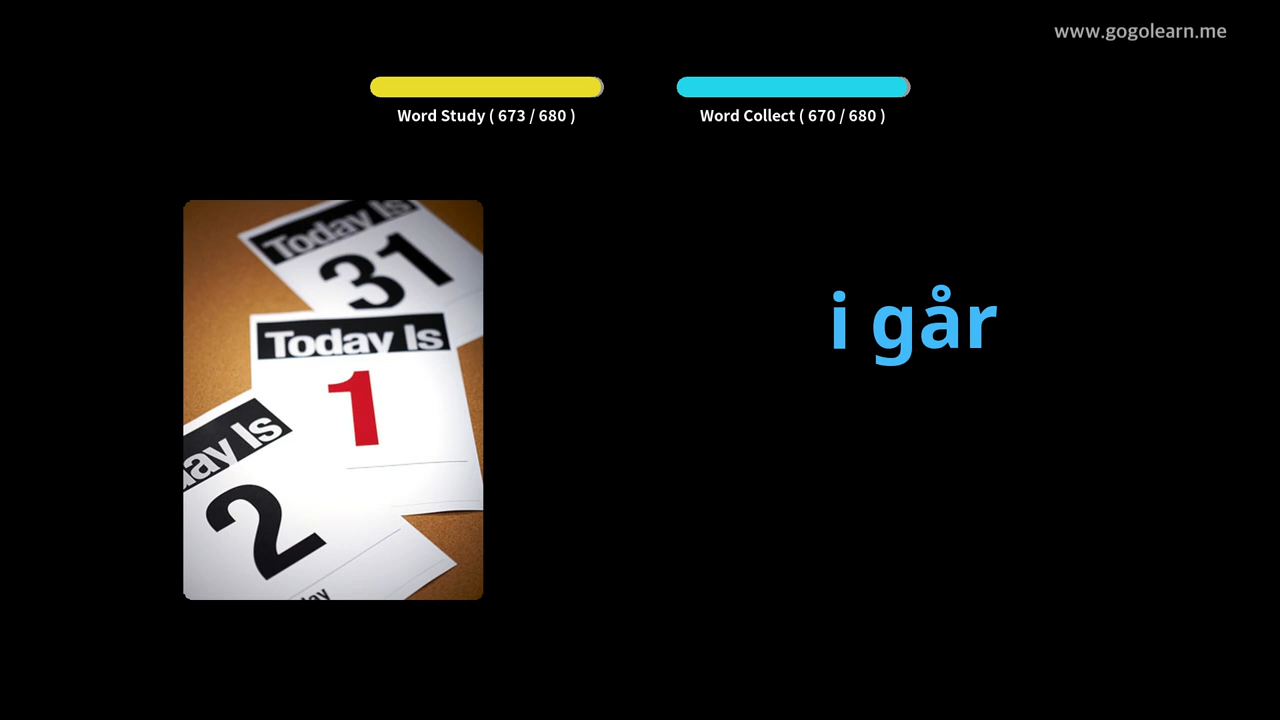 www.gogolearn.me
Word Study ( 673 / 680 )
Word Collect ( 670 / 680 )
Today Is
31
Today Is
1
i går
ay Is
2
ay